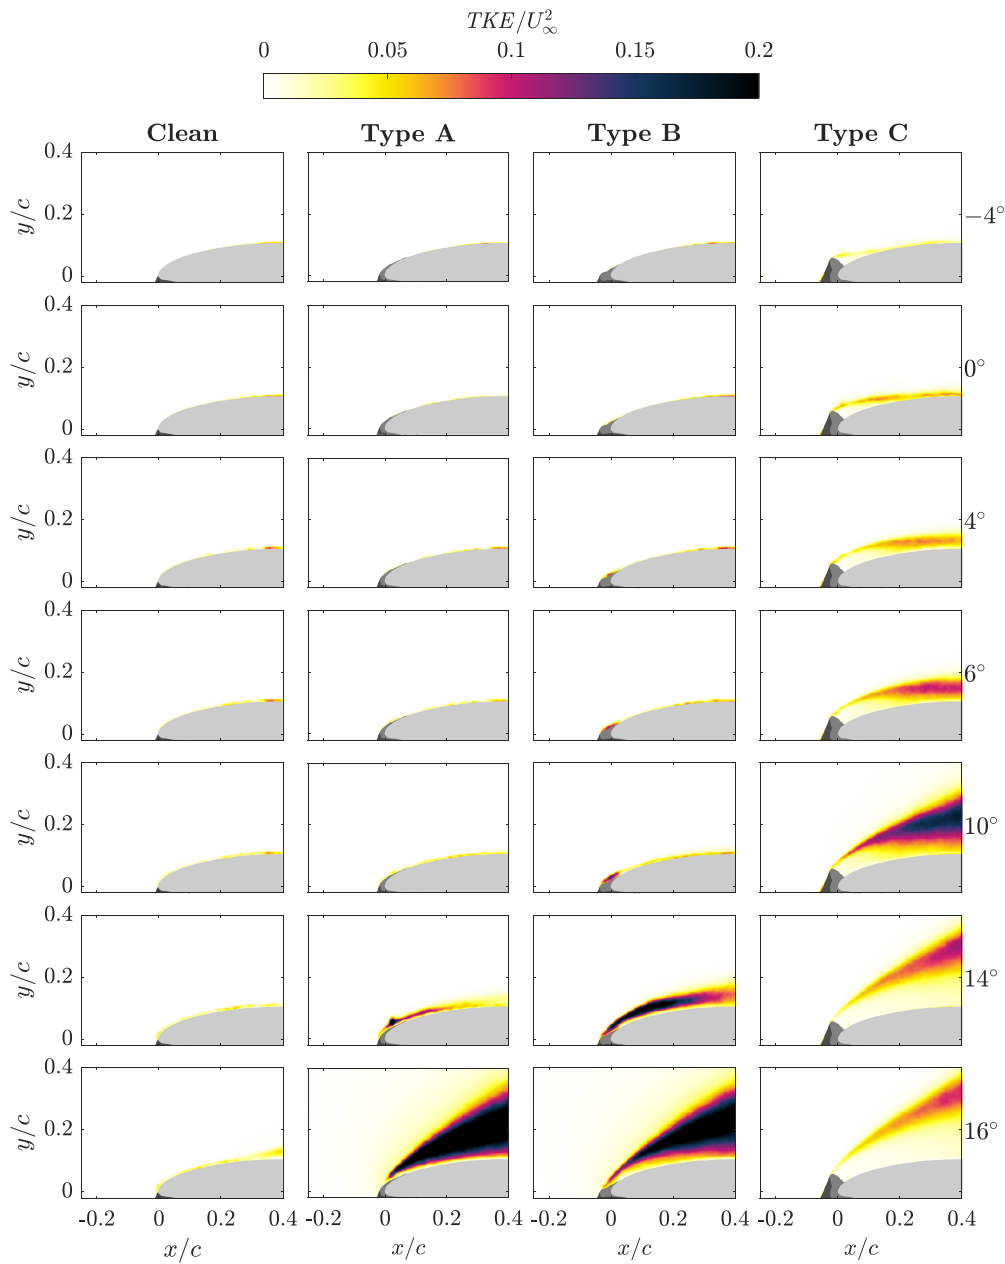 TKE/U²∞
0 0.05 0.1 0.15 0.2
Clean Type A Type B Type C
0.4
y/c 0.2 −4°
0
0.4
y/c 0.2 0°
0
0.4
y/c 0.2 4°
0
0.4
y/c 0.2 6°
0
0.4
y/c 0.2 10°
0
0.4
y/c 0.2 14°
0
0.4
y/c 0.2 16°
0
-0.2 0 0.2 0.4 -0.2 0 0.2 0.4 -0.2 0 0.2 0.4 -0.2 0 0.2 0.4
x/c x/c x/c x/c